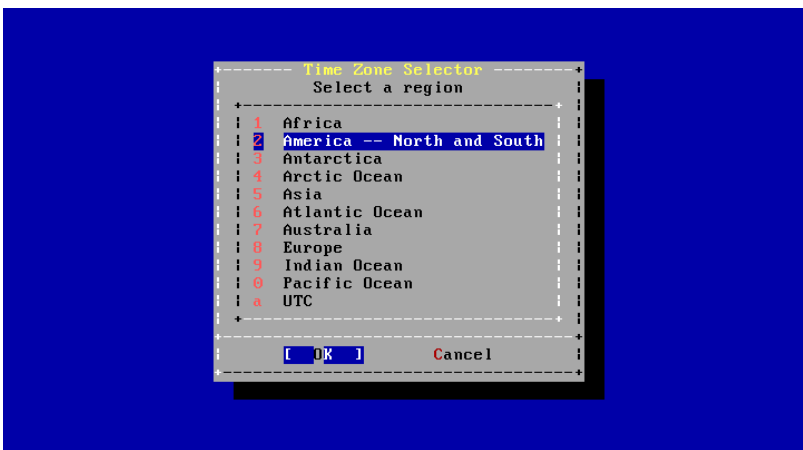 Time Zone Selector
Select a region
1 Africa
2 America -- North and South
3 Antarctica
4 Arctic Ocean
5 Asia
6 Atlantic Ocean
7 Australia
8 Europe
9 Indian Ocean
0 Pacific Ocean
a UTC
[ OK ] Cancel